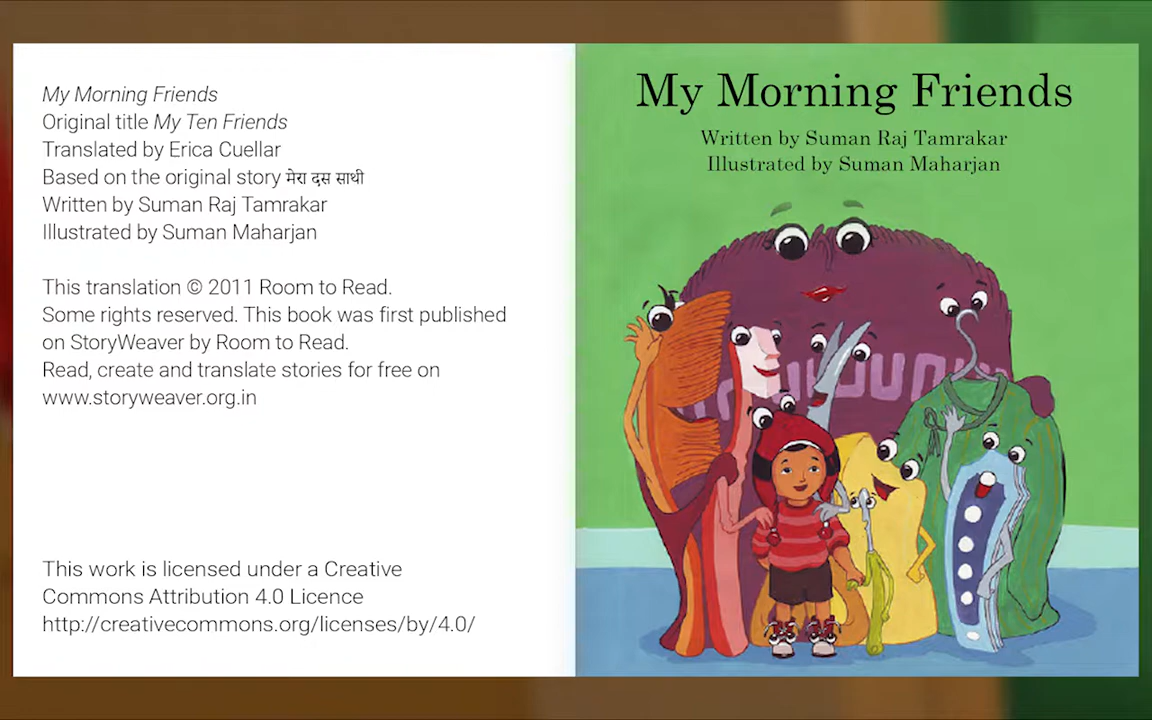 My Morning Friends
Original title My Ten Friends
Translated by Erica Cuellar
Based on the original story मेरा दस साथी
Written by Suman Raj Tamrakar
Illustrated by Suman Maharjan
This translation © 2011 Room to Read.
Some rights reserved. This book was first published
on StoryWeaver by Room to Read.
Read, create and translate stories for free on
www.storyweaver.org.in
This work is licensed under a Creative
Commons Attribution 4.0 Licence
http://creativecommons.org/licenses/by/4.0/
My Morning Friends
Written by Suman Raj Tamrakar
Illustrated by Suman Maharjan